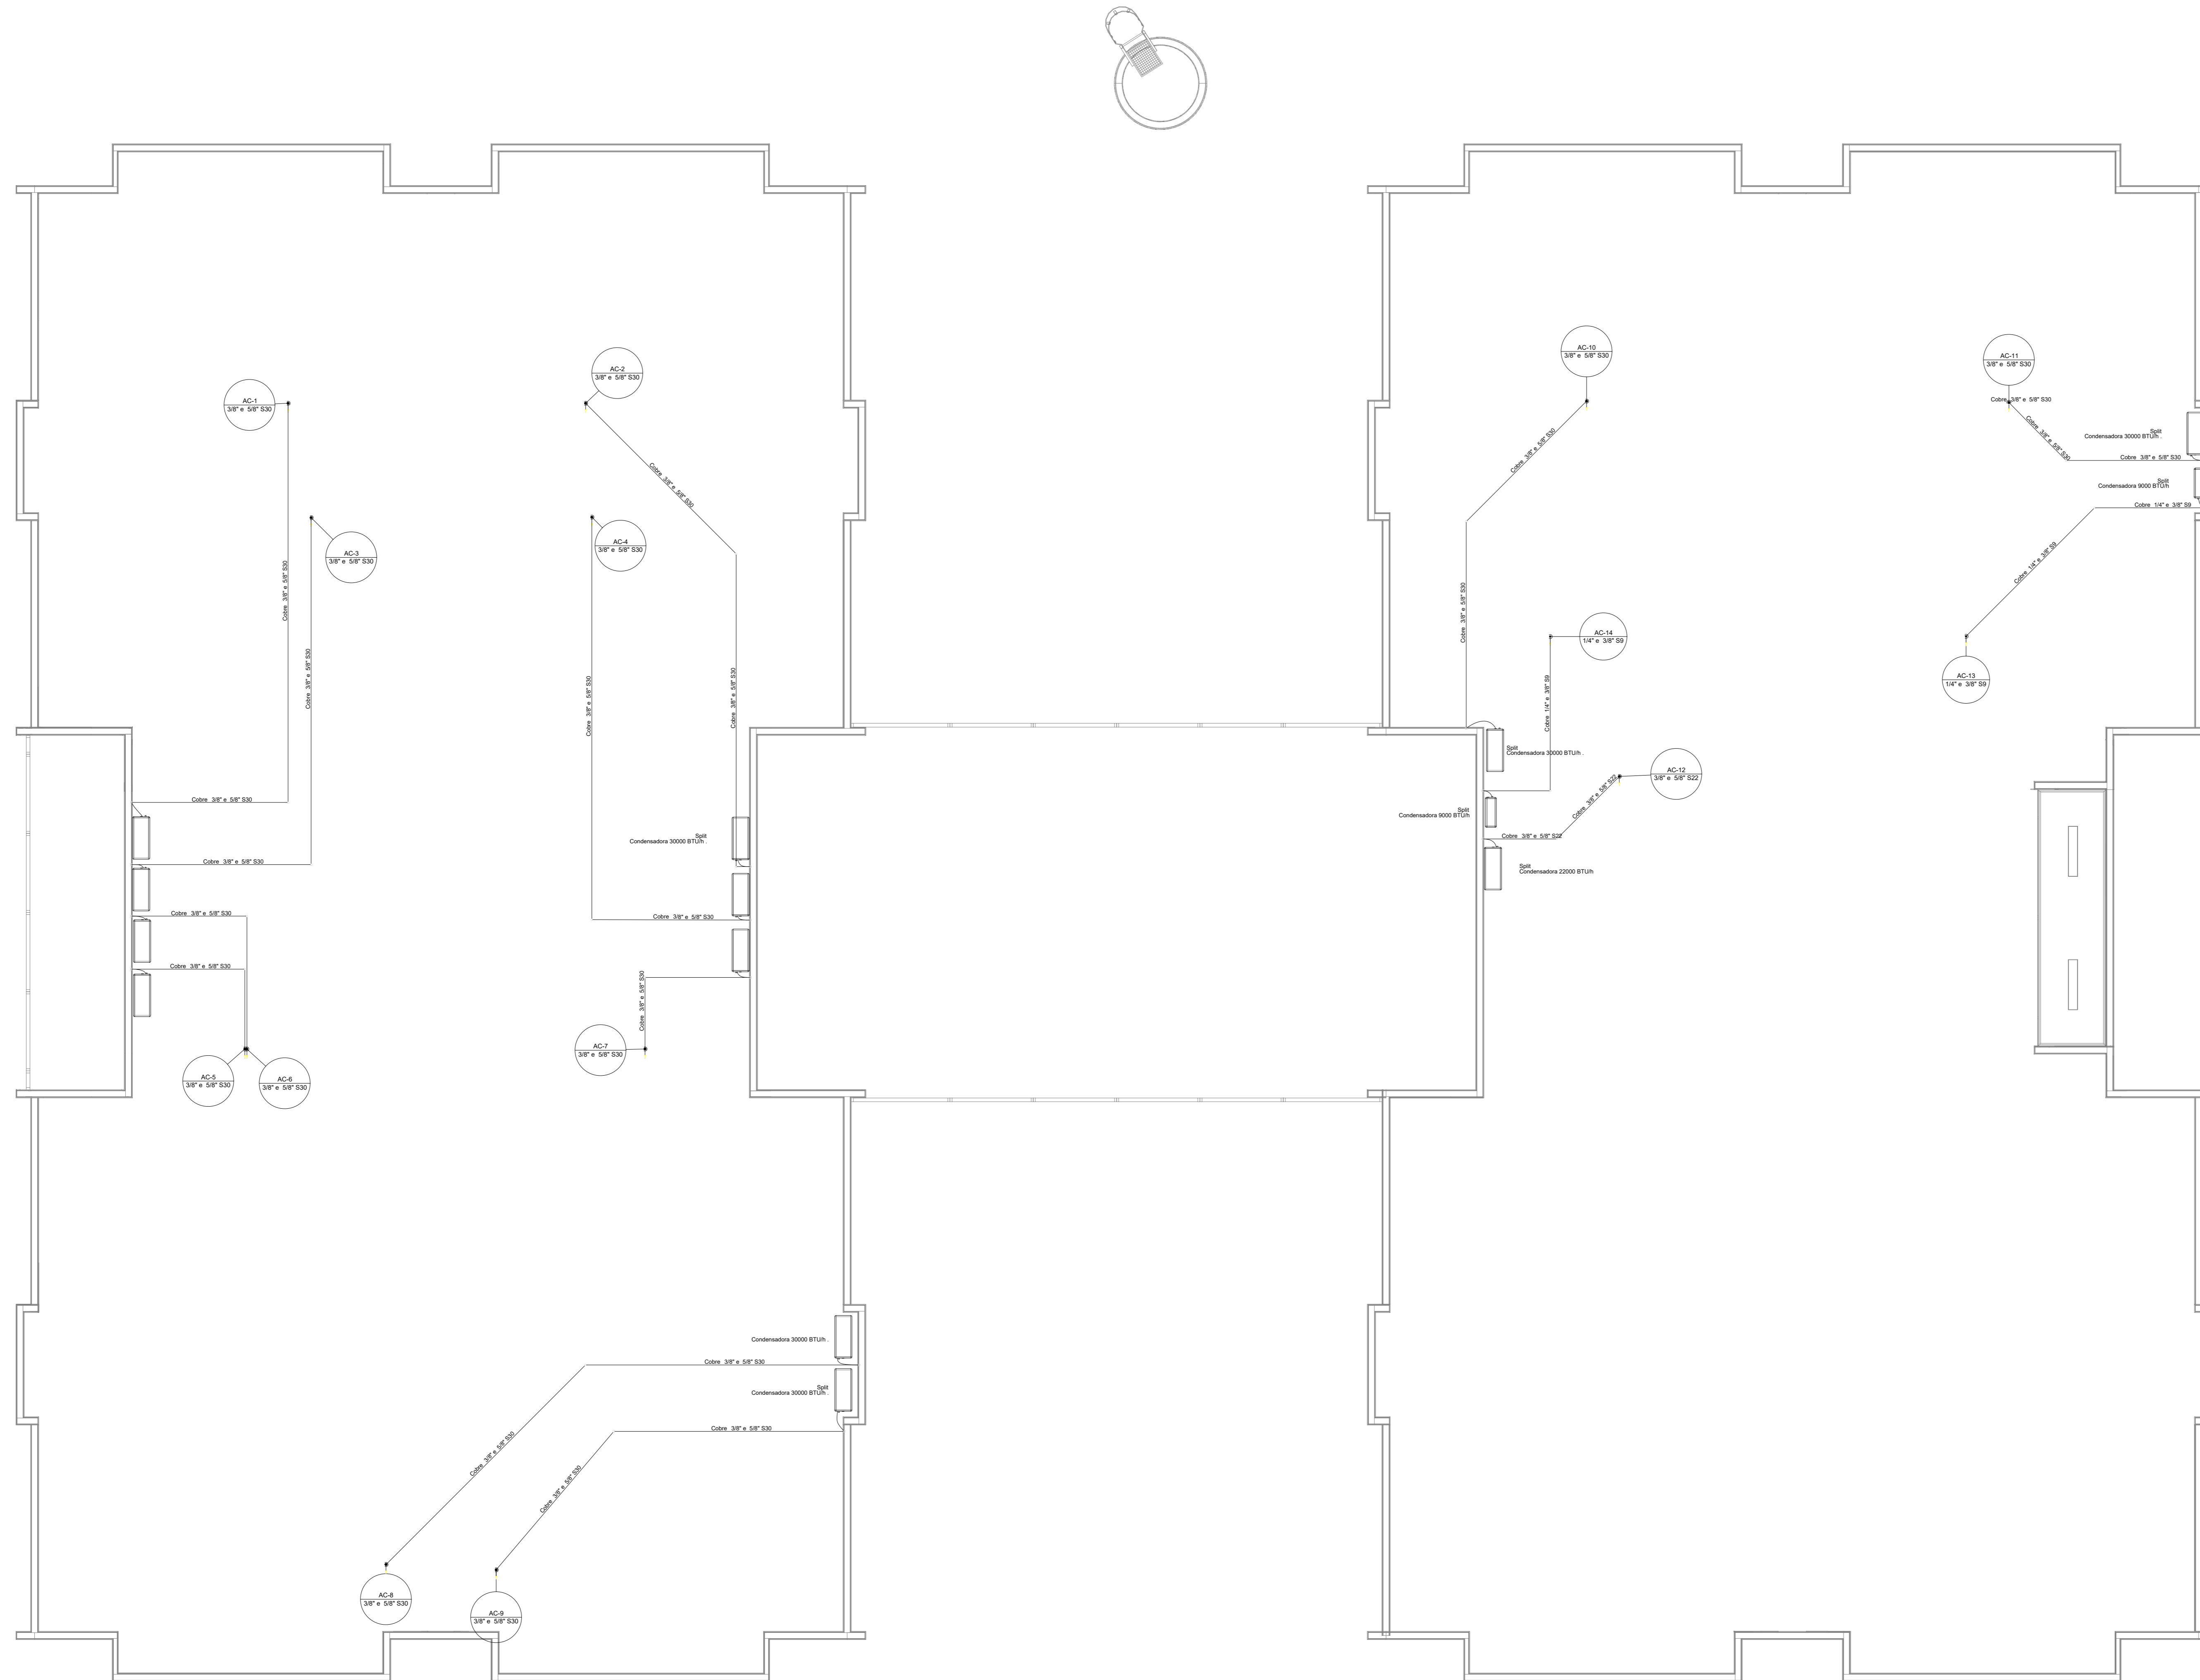 AC-10
3/8" e 5/8" S30
AC-11
3/8" e 5/8" S30
AC-2
3/8" e 5/8" S30
AC-1
3/8" e 5/8" S30
Cobre 3/8" e 5/8" S30
Cobre 3/8" e 5/8" S30
Split
Condensadora 30000 BTU/h .
Cobre 3/8" e 5/8" S30
Cobre 3/8" e 5/8" S30
Cobre 3/8" e 5/8" S30
Split
Condensadora 9000 BTU/h
Cobre 1/4" e 3/8" S9
AC-4
3/8" e 5/8" S30
AC-3
3/8" e 5/8" S30
Cobre 1/4" e 3/8" S9
Cobre 3/8" e 5/8" S30
Cobre 3/8" e 5/8" S30
AC-14
1/4" e 3/8" S9
AC-13
1/4" e 3/8" S9
Cobre 3/8" e 5/8" S30
Cobre 3/8" e 5/8" S30
Cobre 3/8" e 5/8" S30
Cobre 1/4" e 3/8" S9
Split
Condensadora 30000 BTU/h .
AC-12
3/8" e 5/8" S22
Cobre 3/8" e 5/8" S22
Cobre 3/8" e 5/8" S30
Split
Condensadora 9000 BTU/h
Split
Condensadora 30000 BTU/h .
Cobre 3/8" e 5/8" S22
Cobre 3/8" e 5/8" S30
Split
Condensadora 22000 BTU/h
Cobre 3/8" e 5/8" S30
Cobre 3/8" e 5/8" S30
Cobre 3/8" e 5/8" S30
Cobre 3/8" e 5/8" S30
AC-7
3/8" e 5/8" S30
AC-5
3/8" e 5/8" S30
AC-6
3/8" e 5/8" S30
Condensadora 30000 BTU/h .
Cobre 3/8" e 5/8" S30
Split
Condensadora 30000 BTU/h .
Cobre 3/8" e 5/8" S30
Cobre 3/8" e 5/8" S30
Cobre 3/8" e 5/8" S30
AC-8
3/8" e 5/8" S30
AC-9
3/8" e 5/8" S30